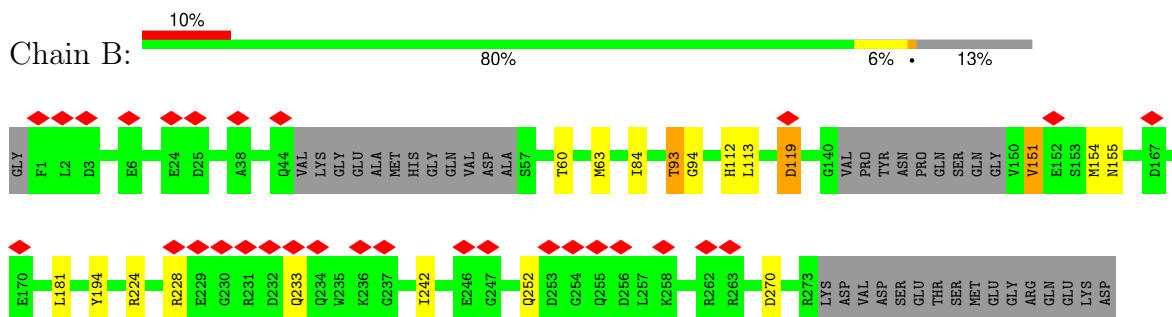 10%
Chain B:
80% 6% • 13%
GLY F1 L2 D3 E6 E24 D25 A38 Q44 VAL LYS GLY GLU ALA MET HIS GLY GLN VAL ASP ALA S57 T60 M63 I84 T93 G94 H112 L113 D119 G140 VAL PRO TYR ASN PRO GLN SER GLN GLY V150 V151 E152 S153 M154 N155 D167
E170 L181 Y194 R224 R228 E229 G230 R231 D232 Q233 Q234 W235 K236 G237 I242 E246 G247 Q252 D253 G254 Q255 D256 L257 K258 R262 R263 D270 R273 LYS ASP VAL ASP SER GLU THR SER MET GLU GLY ARG GLN GLU LYS ASP